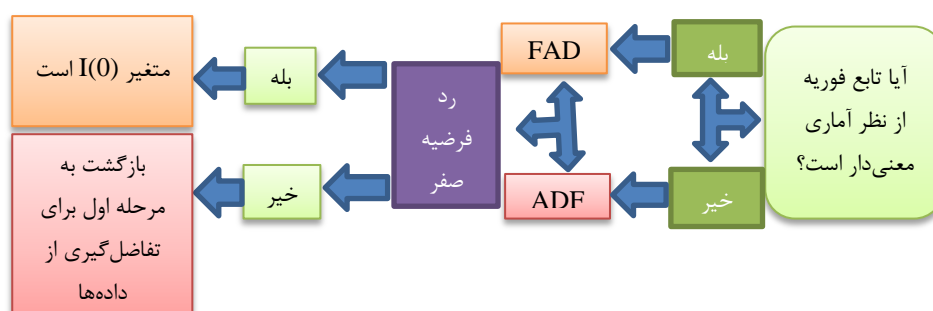 آیا تابع فوریه
از نظر آماری
معنی‌دار است؟
بله
خیر
FAD
ADF
رد
فرضیه
صفر
بله
خیر
متغیر I(0) است
بازگشت به
مرحله اول برای
تفاضل‌گیری از
داده‌ها